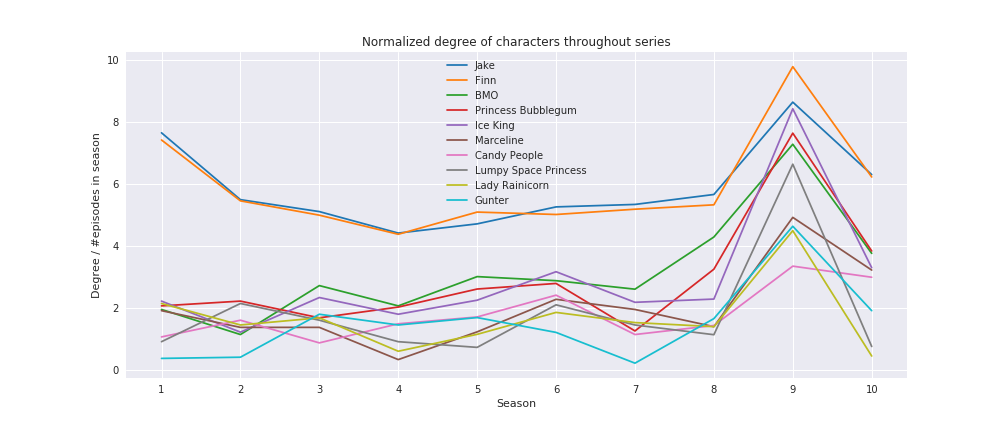 Normalized degree of characters throughout series
Degree / #episodes in season
10
8
6
4
2
0
Jake
Finn
BMO
Princess Bubblegum
Ice King
Marceline
Candy People
Lumpy Space Princess
Lady Rainicorn
Gunter
1 2 3 4 5 6 7 8 9 10
Season